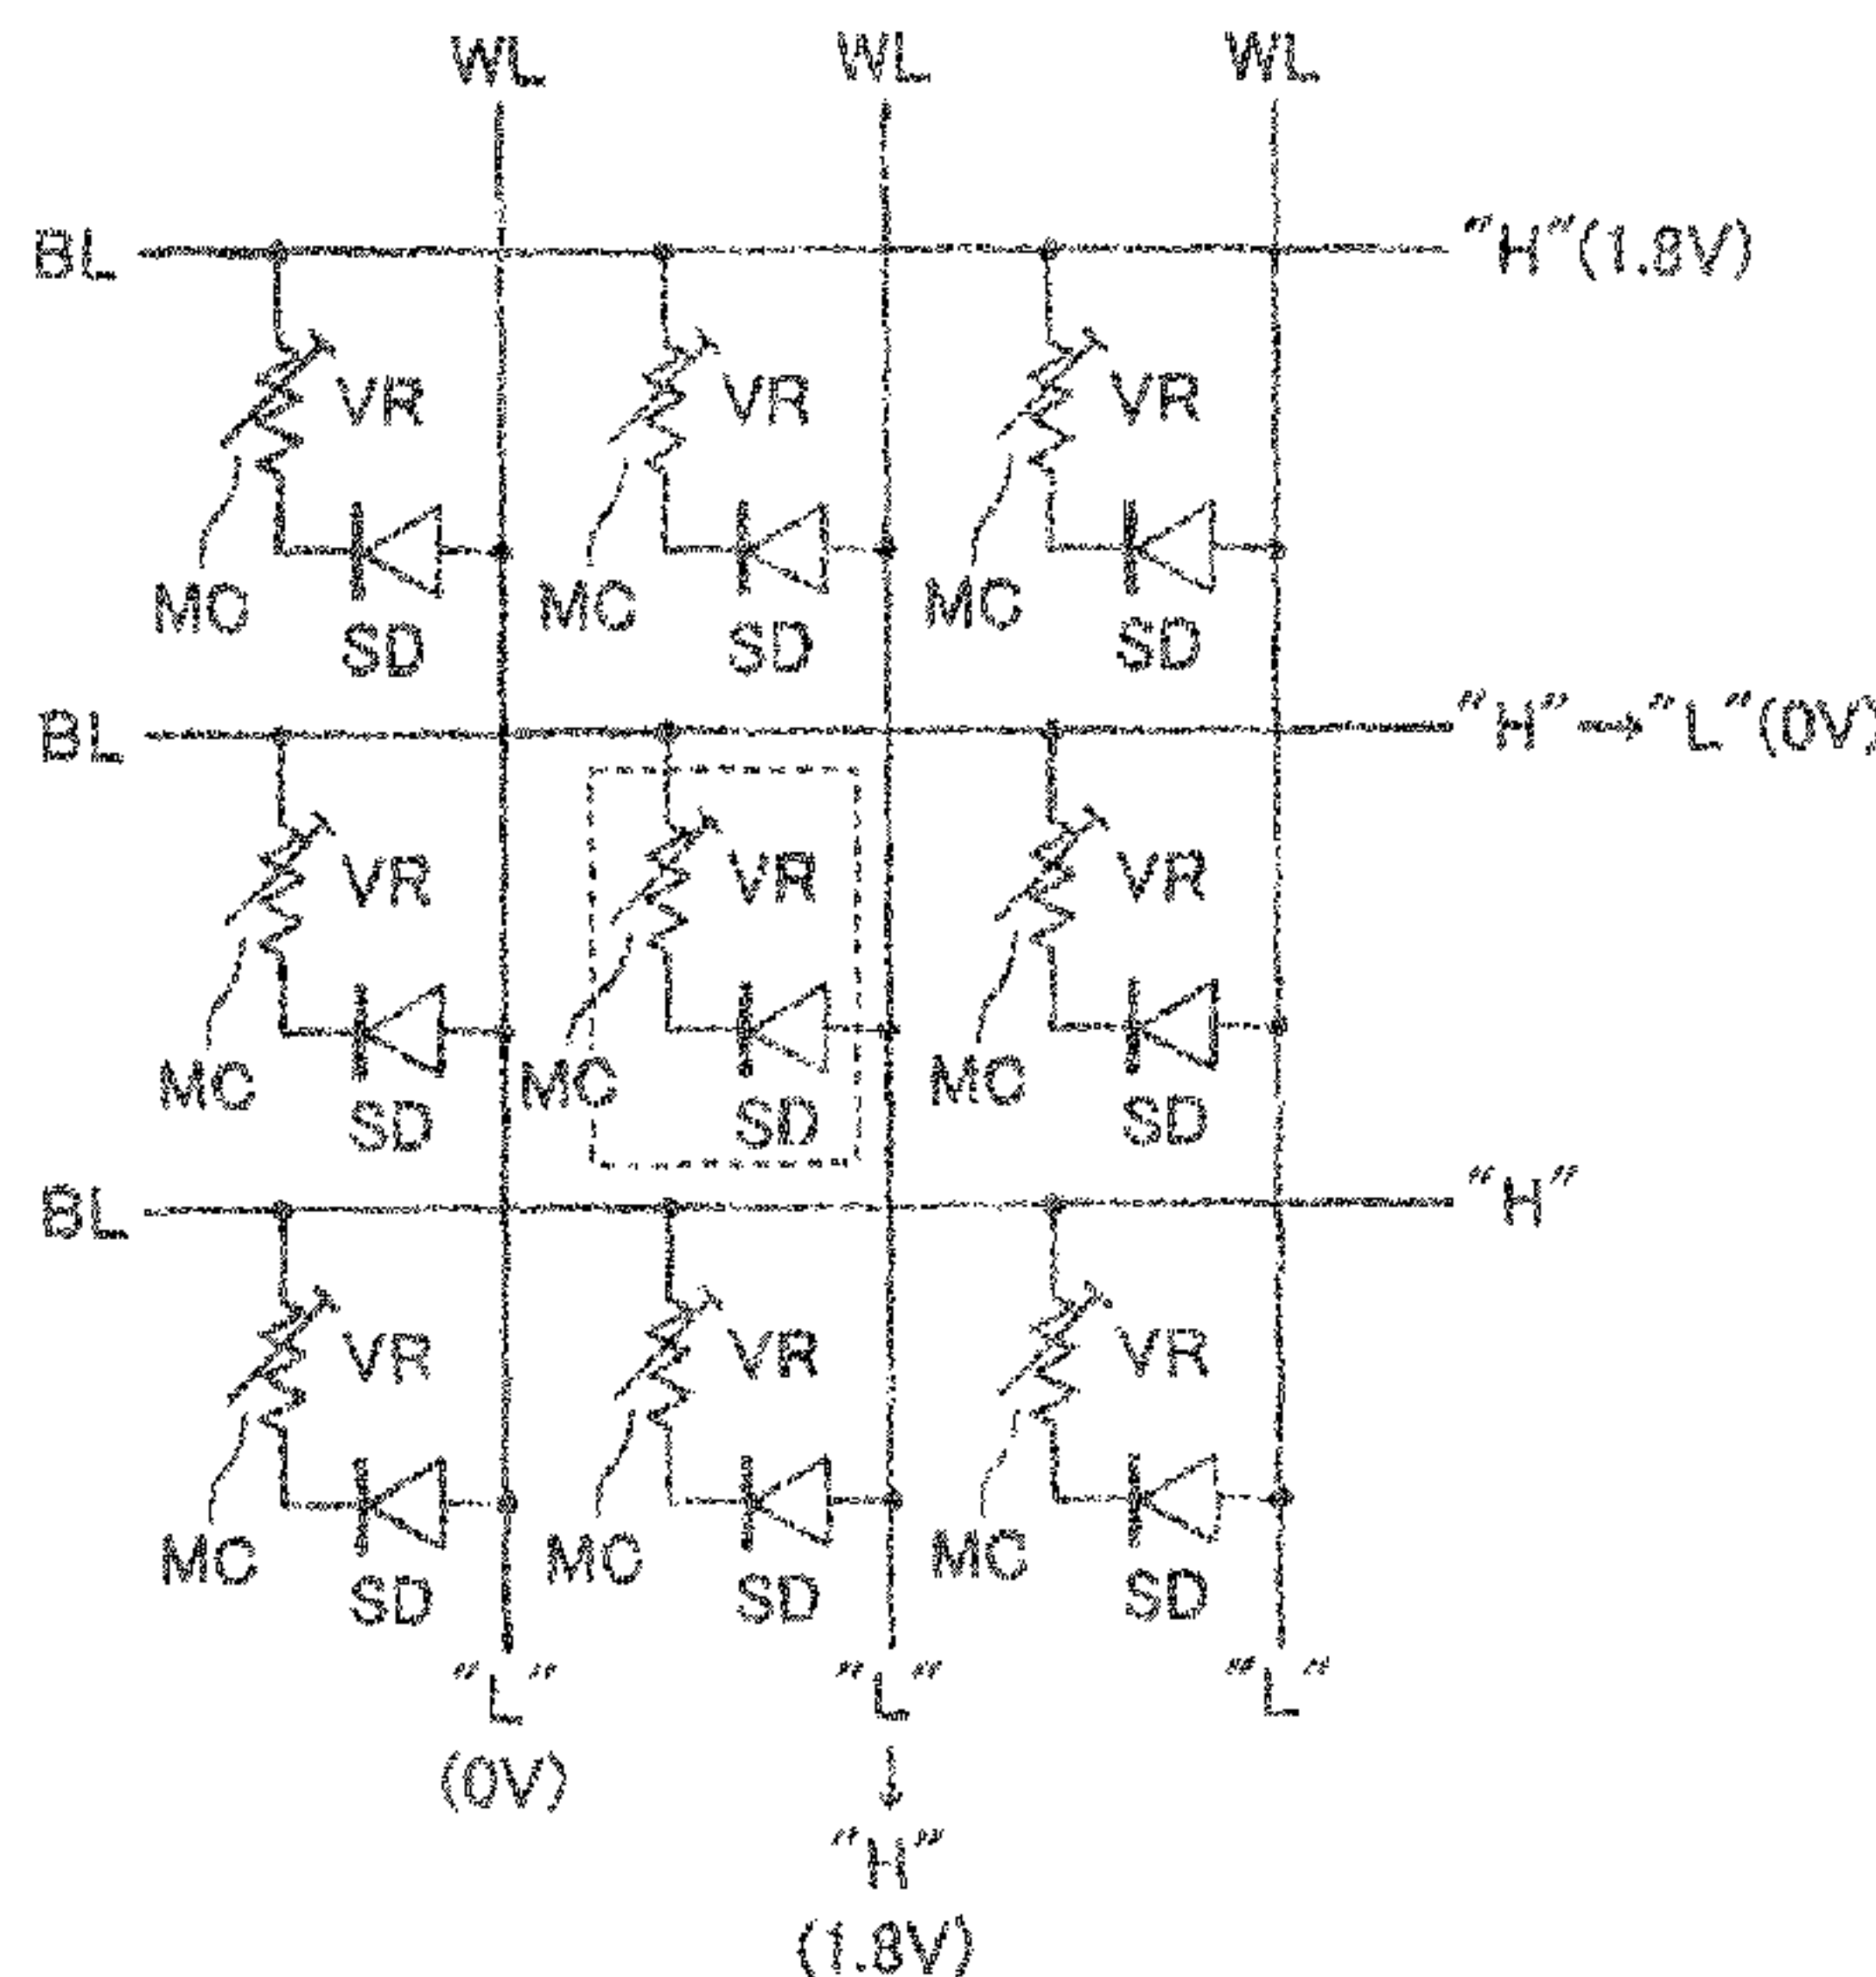 WL WL WL
BL "H"(1.8V)
VR VR VR
MC MC MC
SD SD SD
BL "H" → "L"(0V)
VR VR VR
MC MC MC
SD SD SD
BL "H"
VR VR VR
MC MC MC
SD SD SD
"L" "L" "L"
(0V) ↓
"H"
(1.8V)